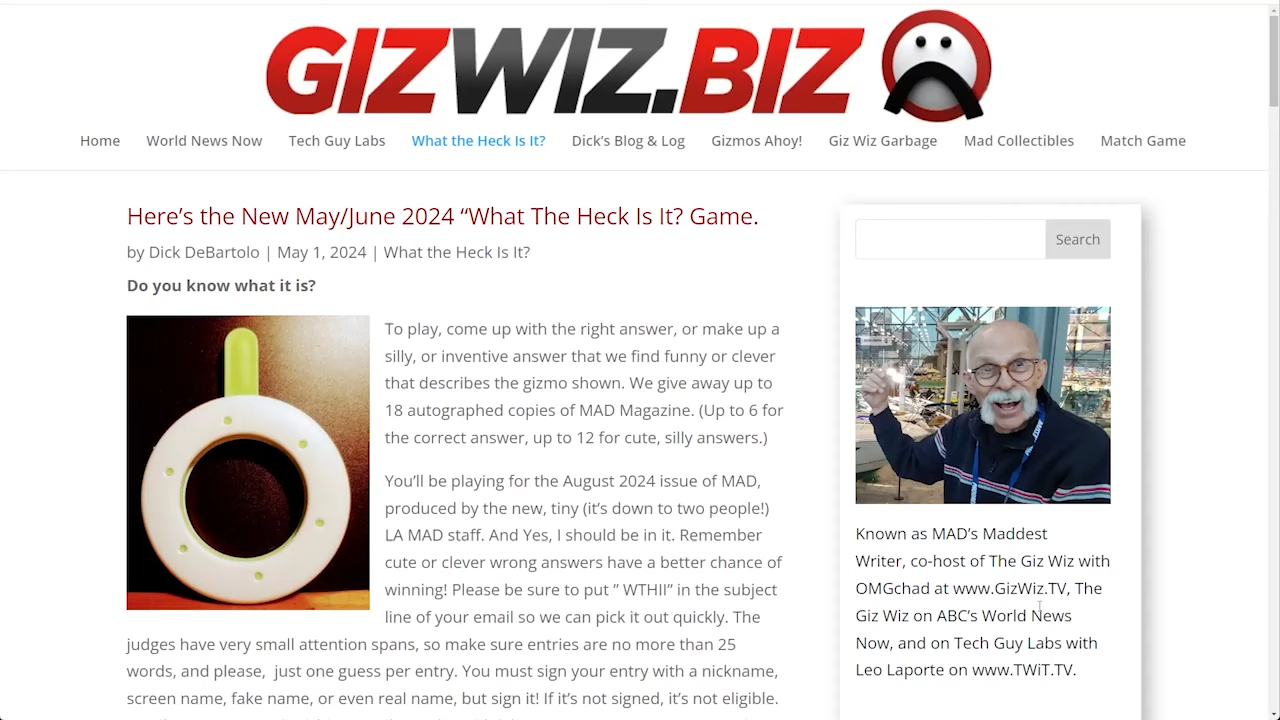 GIZWIZ.BIZ
Home World News Now Tech Guy Labs What the Heck Is It? Dick's Blog & Log Gizmos Ahoy! Giz Wiz Garbage Mad Collectibles Match Game
Here’s the New May/June 2024 “What The Heck Is It? Game.
by Dick DeBartolo | May 1, 2024 | What the Heck Is It?
Do you know what it is?
To play, come up with the right answer, or make up a
silly, or inventive answer that we find funny or clever
that describes the gizmo shown. We give away up to
18 autographed copies of MAD Magazine. (Up to 6 for
the correct answer, up to 12 for cute, silly answers.)
You’ll be playing for the August 2024 issue of MAD,
produced by the new, tiny (it’s down to two people!)
LA MAD staff. And Yes, I should be in it. Remember
cute or clever wrong answers have a better chance of
winning! Please be sure to put ” WTHII” in the subject
line of your email so we can pick it out quickly. The
judges have very small attention spans, so make sure entries are no more than 25
words, and please, just one guess per entry. You must sign your entry with a nickname,
screen name, fake name, or even real name, but sign it! If it’s not signed, it’s not eligible.
Search
Known as MAD’s Maddest
Writer, co-host of The Giz Wiz with
OMGchad at www.GizWiz.TV, The
Giz Wiz on ABC’s World News
Now, and on Tech Guy Labs with
Leo Laporte on www.TWiT.TV.